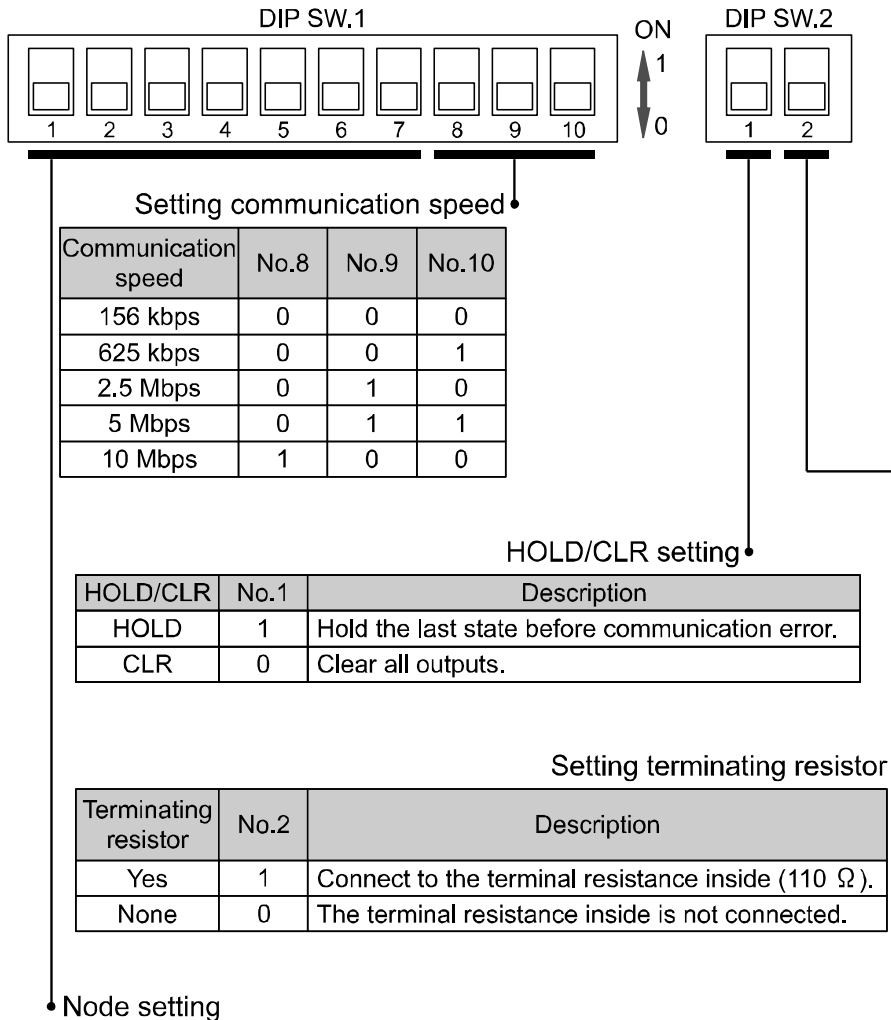 DIP SW.1
ON
DIP SW.2
1
0
1 2 3 4 5 6 7 8 9 10
1 2
Setting communication speed
Communication speed No.8 No.9 No.10
156 kbps 0 0 0
625 kbps 0 0 1
2.5 Mbps 0 1 0
5 Mbps 0 1 1
10 Mbps 1 0 0
HOLD/CLR setting
HOLD/CLR No.1 Description
HOLD 1 Hold the last state before communication error.
CLR 0 Clear all outputs.
Setting terminating resistor
Terminating resistor No.2 Description
Yes 1 Connect to the terminal resistance inside (110 Ω).
None 0 The terminal resistance inside is not connected.
Node setting